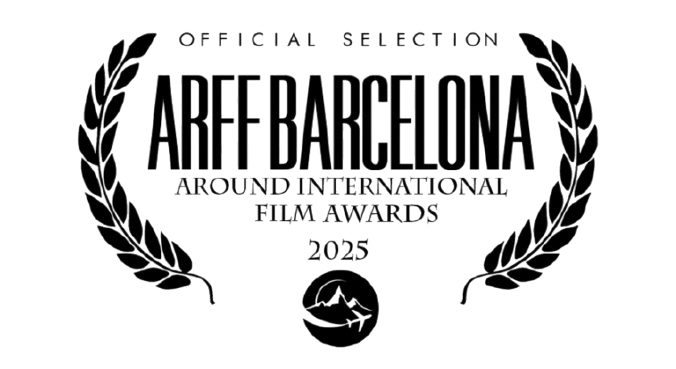 OFFICIAL SELECTION
ARFF BARCELONA
AROUND INTERNATIONAL
FILM AWARDS
2025